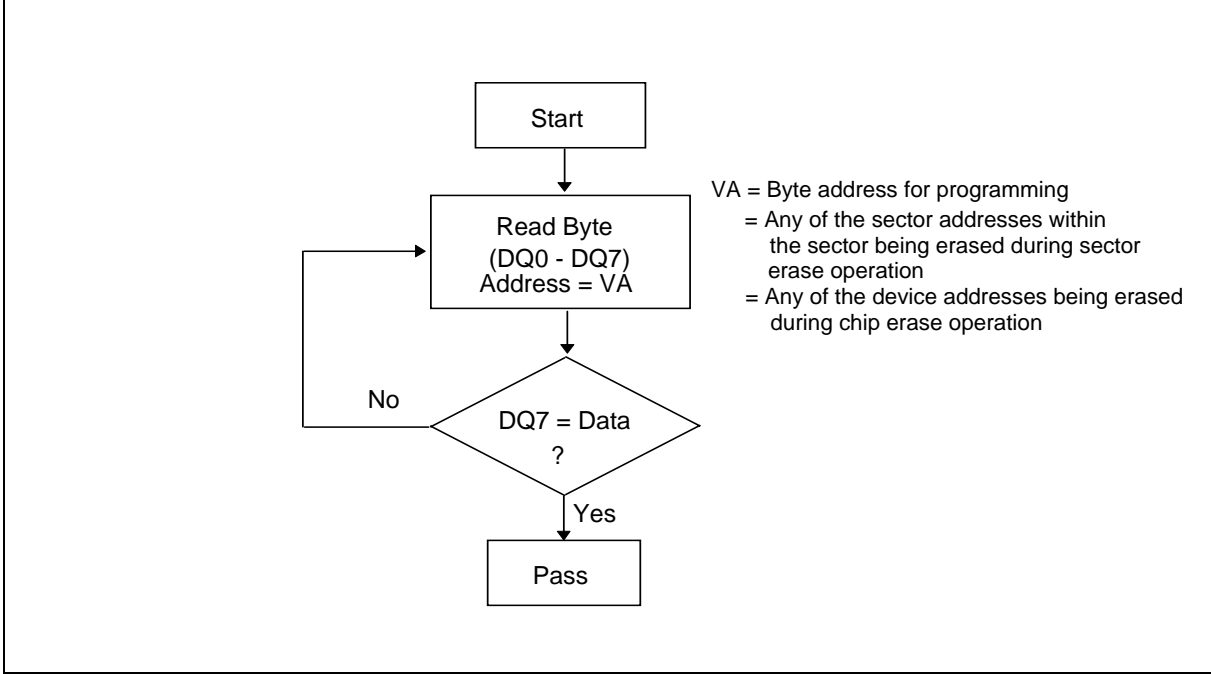 Start
VA = Byte address for programming
= Any of the sector addresses within
the sector being erased during sector
erase operation
= Any of the device addresses being erased
during chip erase operation
Read Byte
(DQ0 - DQ7)
Address = VA
No
DQ7 = Data
?
Yes
Pass